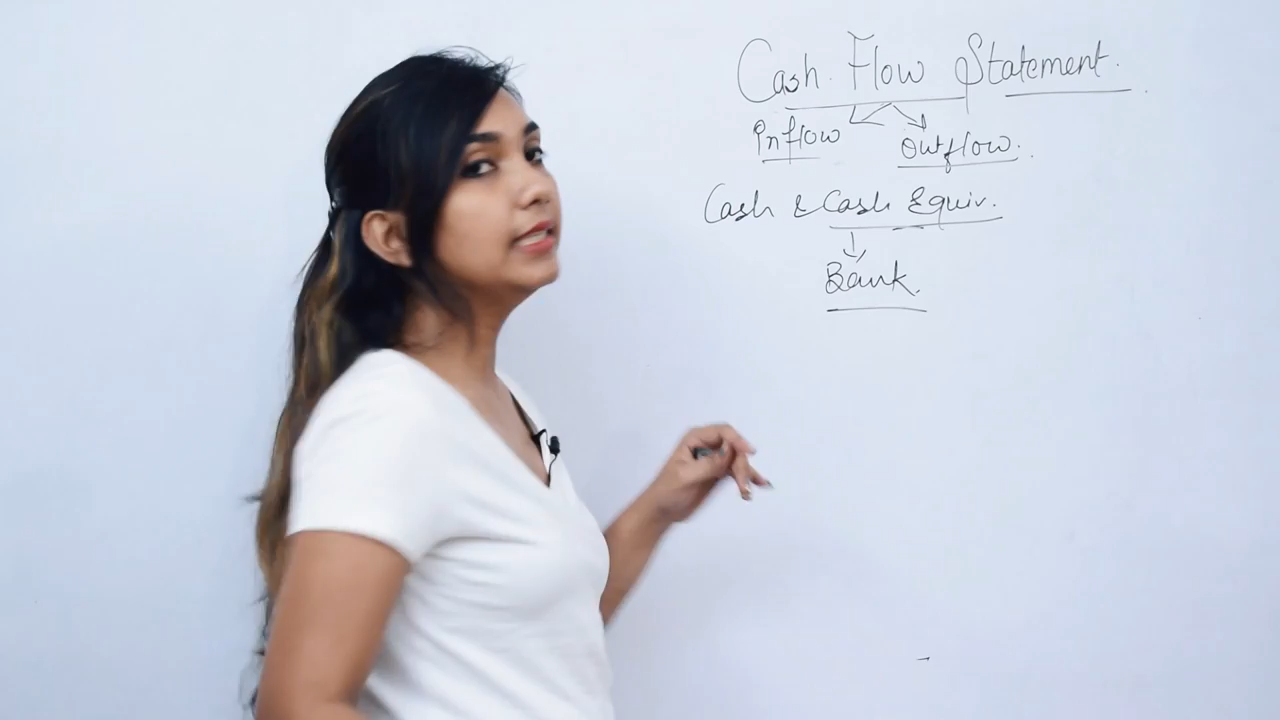 Cash Flow Statement.
Inflow Outflow.
Cash & Cash Equiv.
Bank.